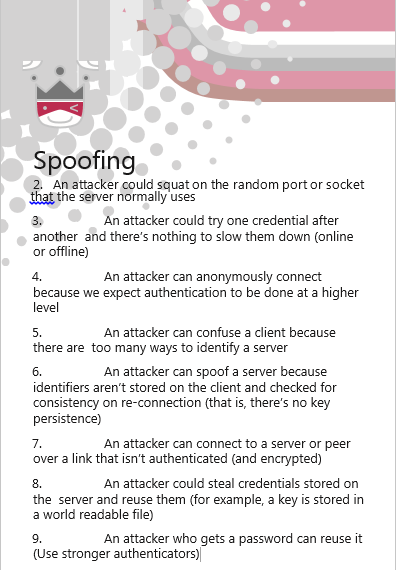 Spoofing
2. An attacker could squat on the random port or socket
that the server normally uses
3. An attacker could try one credential after
another and there's nothing to slow them down (online
or offline)
4. An attacker can anonymously connect
because we expect authentication to be done at a higher
level
5. An attacker can confuse a client because
there are too many ways to identify a server
6. An attacker can spoof a server because
identifiers aren't stored on the client and checked for
consistency on re-connection (that is, there's no key
persistence)
7. An attacker can connect to a server or peer
over a link that isn't authenticated (and encrypted)
8. An attacker could steal credentials stored on
the server and reuse them (for example, a key is stored in
a world readable file)
9. An attacker who gets a password can reuse it
(Use stronger authenticators)